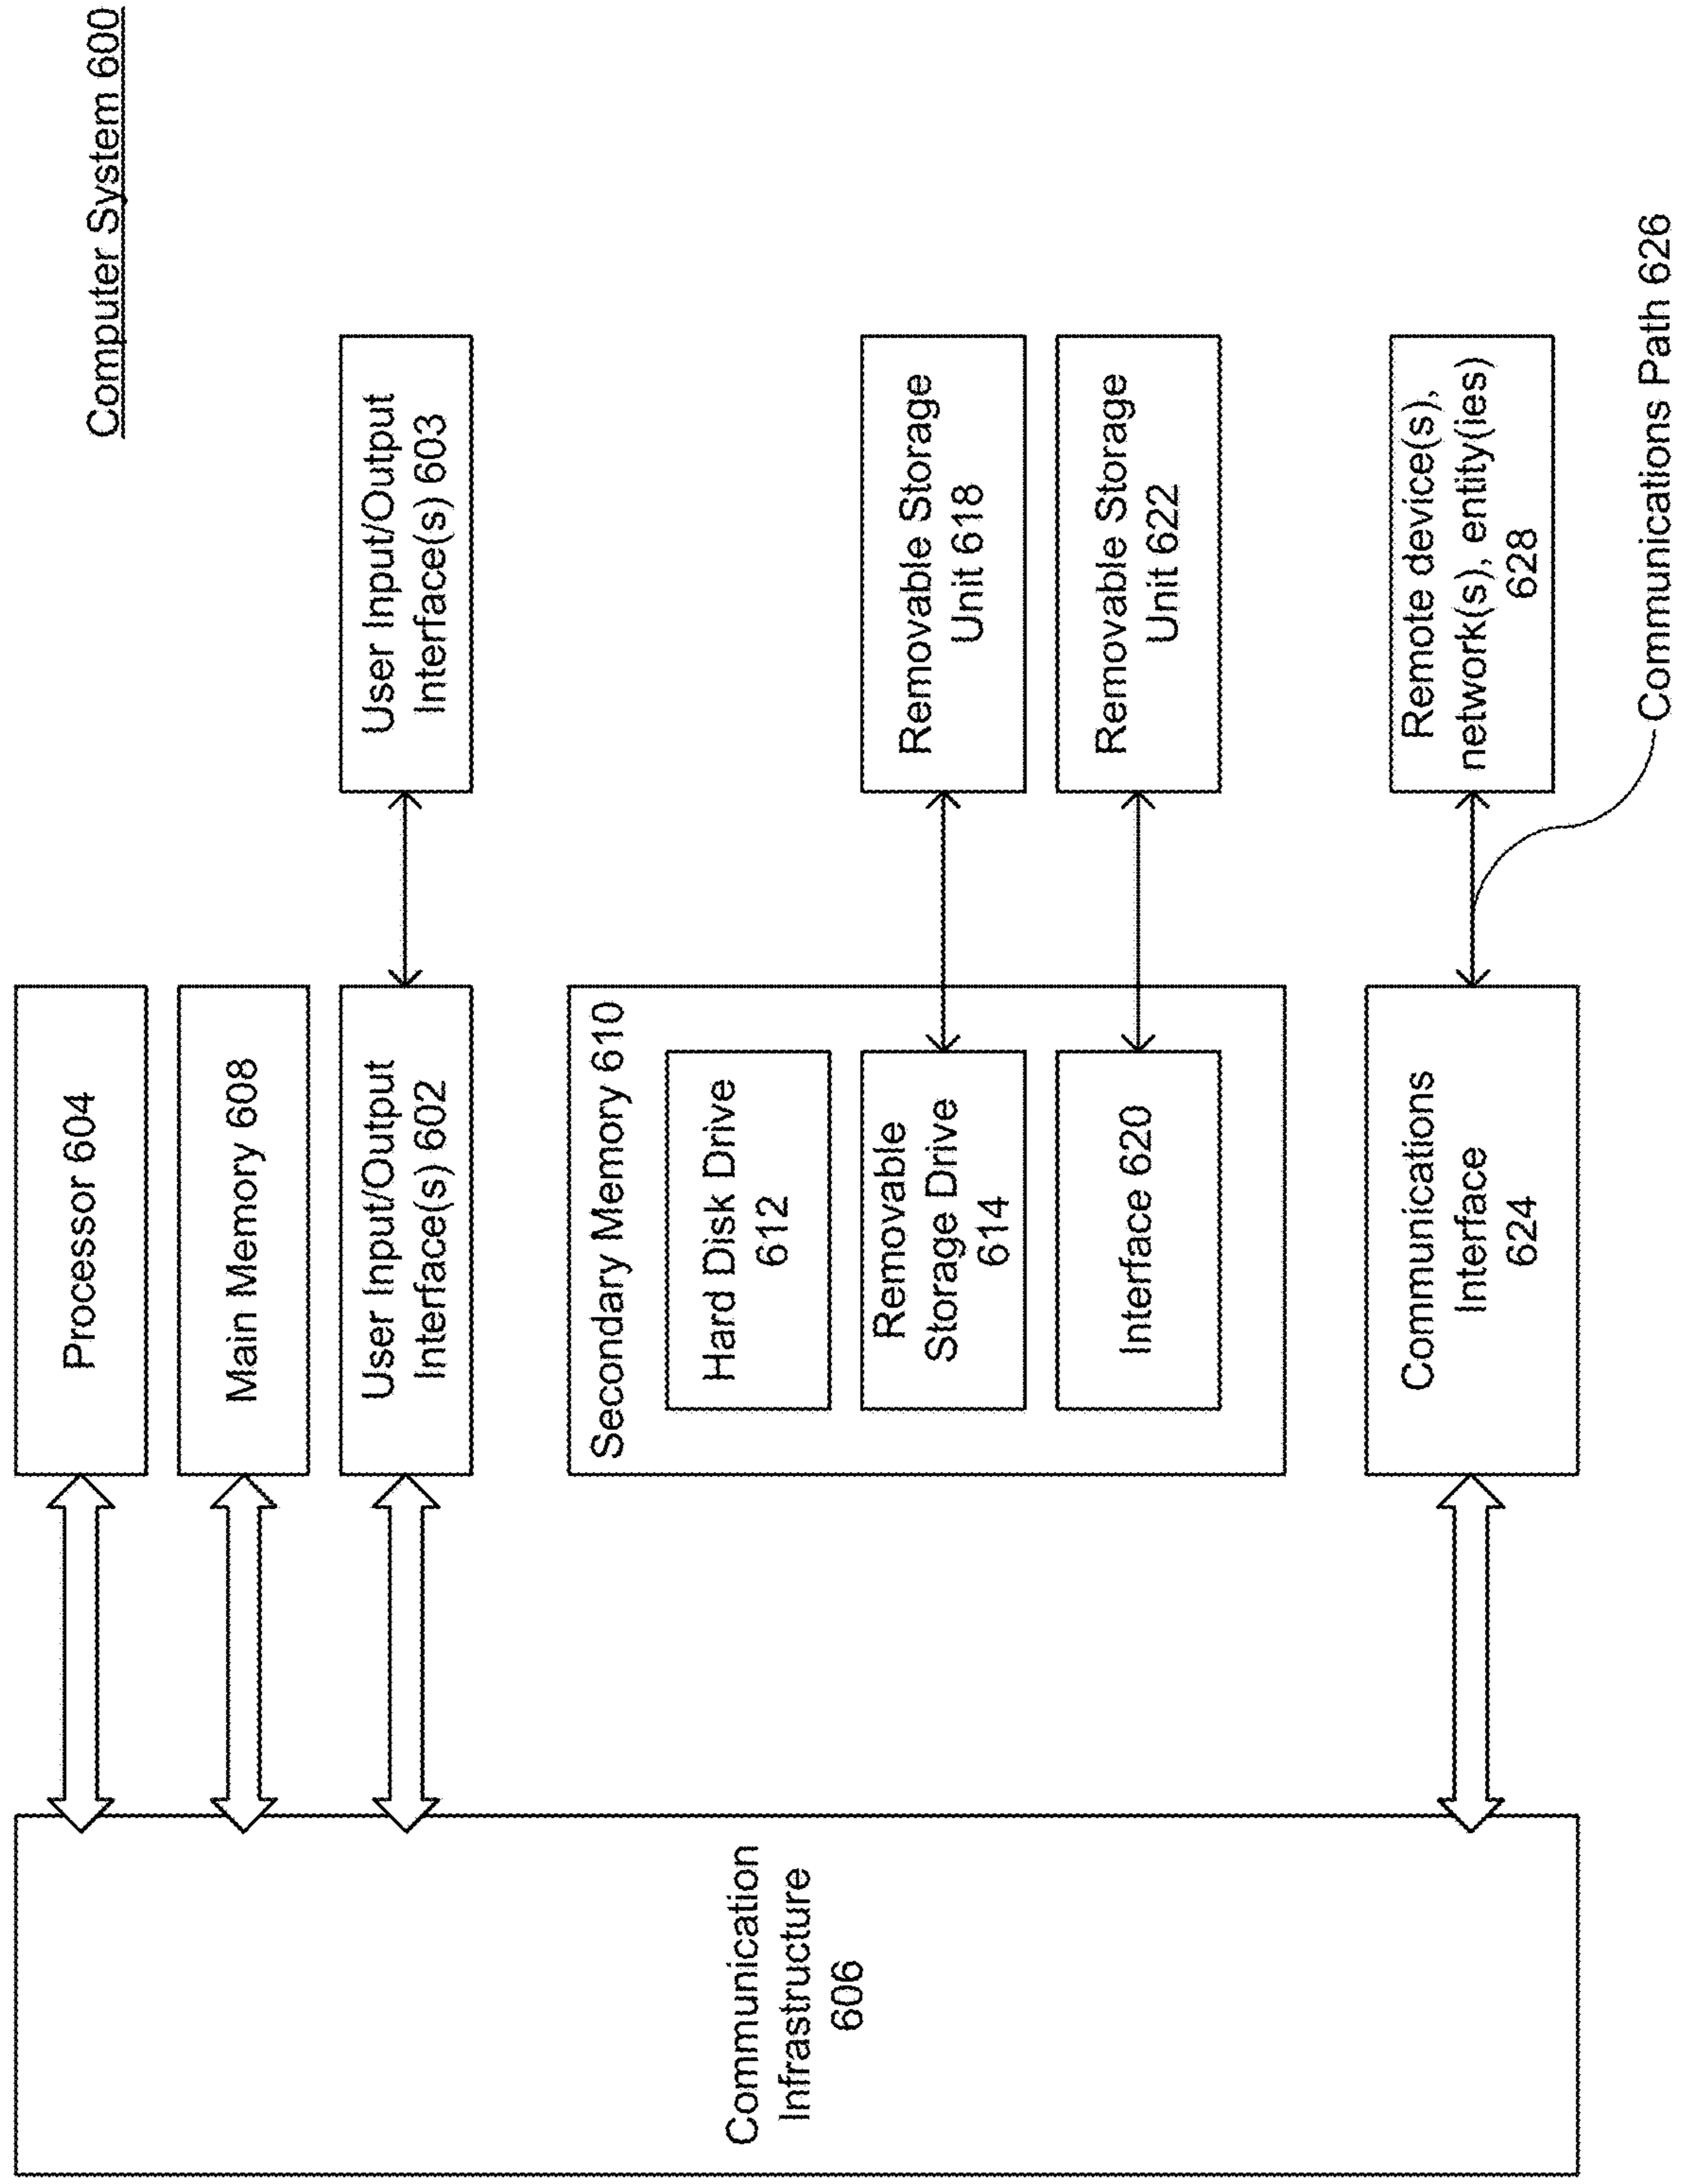 Computer System 600
Processor 604
Main Memory 608
User Input/Output
Interface(s) 602
User Input/Output
Interface(s) 603
Communication
Infrastructure
606
Secondary Memory 610
Hard Disk Drive
612
Removable
Storage Drive
614
Removable Storage
Unit 618
Interface 620
Removable Storage
Unit 622
Communications
Interface
624
Remote device(s),
network(s), entity(ies)
628
Communications Path 626